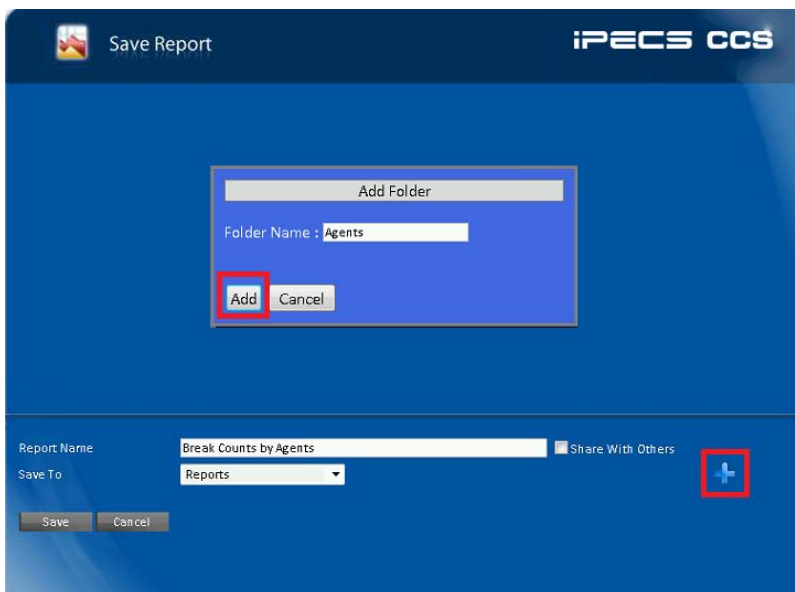 Save Report
iPECS CCS
Add Folder
Folder Name : Agents
Add Cancel
Report Name Break Counts by Agents Share With Others
Save To Reports
Save Cancel